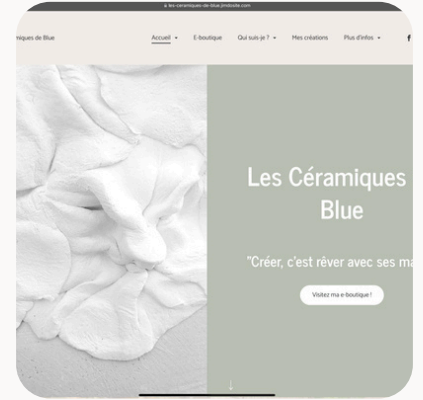 les-ceramiques-de-blue.jimdosite.com
miques de Blue
Accueil
E-boutique
Qui suis-je ?
Mes créations
Plus d'infos
Les Céramiques
Blue
"Créer, c'est rêver avec ses ma
Visitez ma e-boutique !